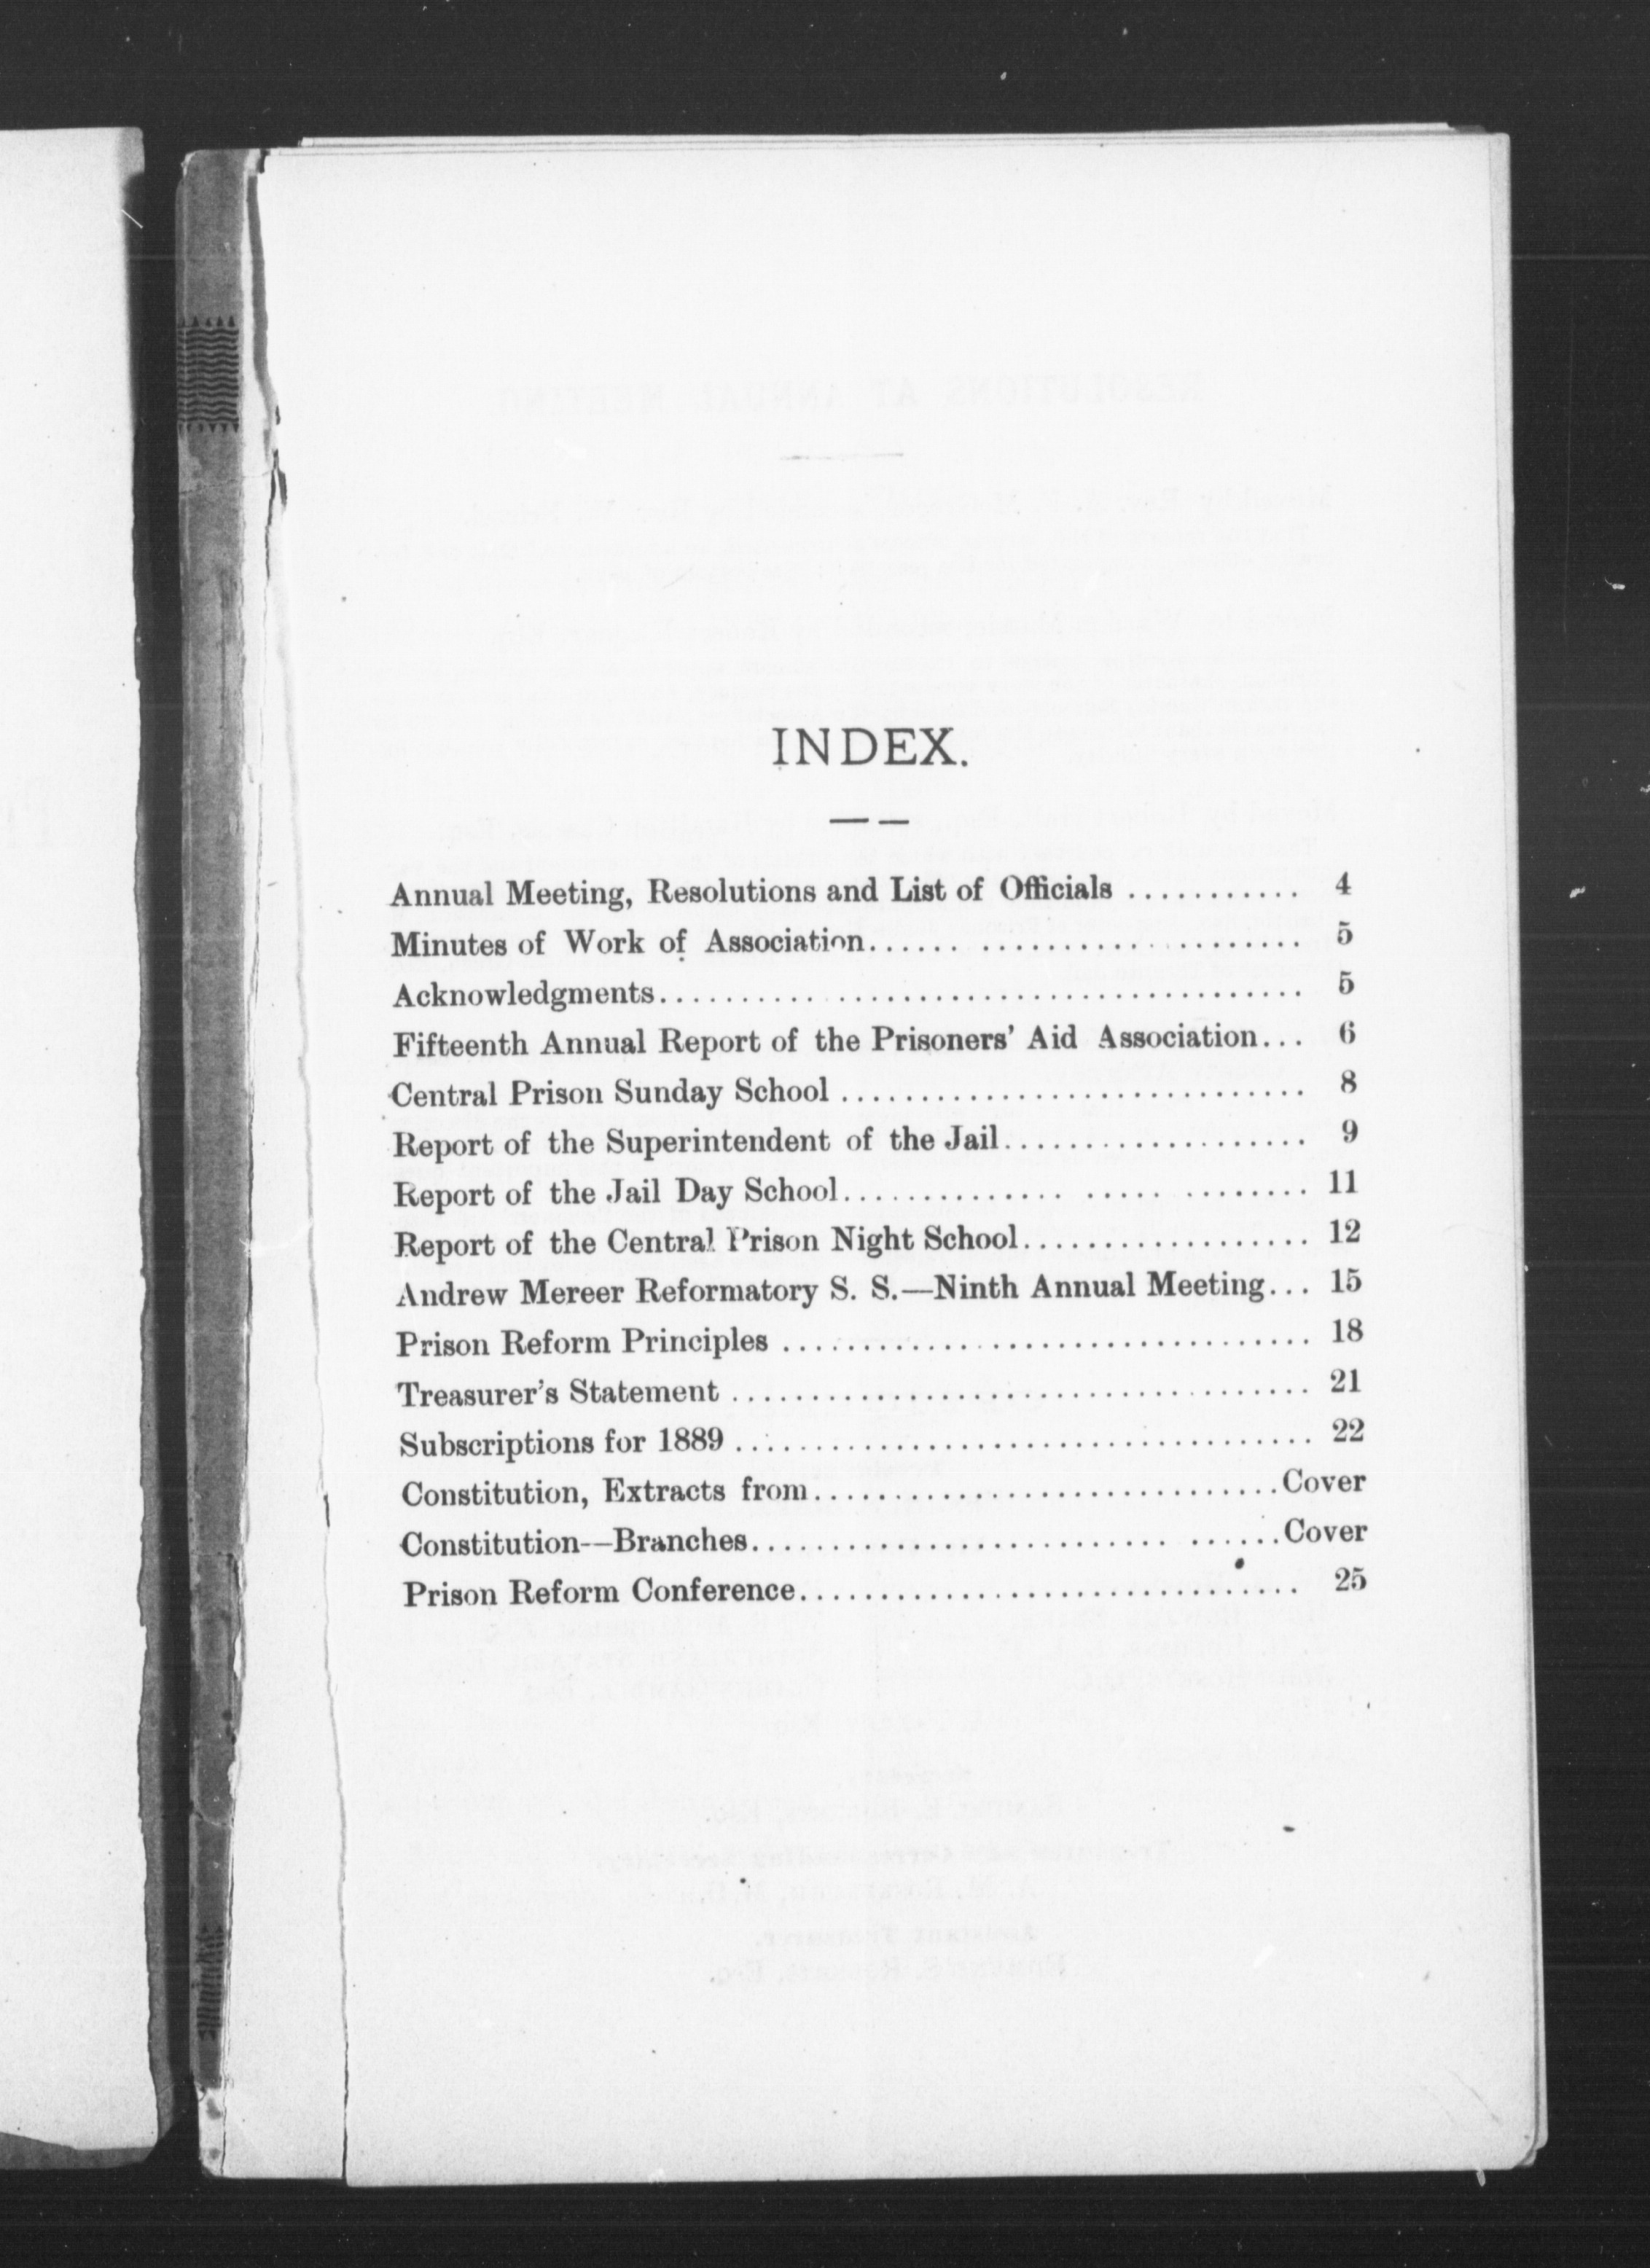 INDEX.
Annual Meeting, Resolutions and List of Officials ........... 4
Minutes of Work of Association.......................... 5
Acknowledgments........................................ 5
Fifteenth Annual Report of the Prisoners' Aid Association... 6
Central Prison Sunday School .............................. 8
Report of the Superintendent of the Jail................... 9
Report of the Jail Day School........................... 11
Report of the Central Prison Night School.................. 12
Andrew Mereer Reformatory S. S.—Ninth Annual Meeting... 15
Prison Reform Principles ................................. 18
Treasurer's Statement .................................... 21
Subscriptions for 1889 .................................... 22
Constitution, Extracts from.............................Cover
Constitution--Branches................................Cover
Prison Reform Conference............................... 25